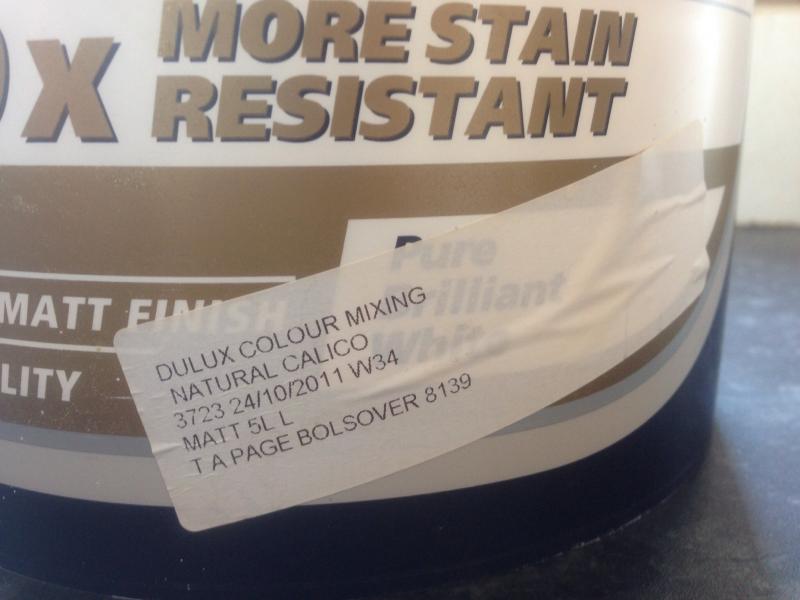 X MORE STAIN
RESISTANT
Pure
Brilliant
White
MATT FINISH
LITY
DULUX COLOUR MIXING
NATURAL CALICO
3723 24/10/2011 W34
MATT 5L L
T A PAGE BOLSOVER 8139